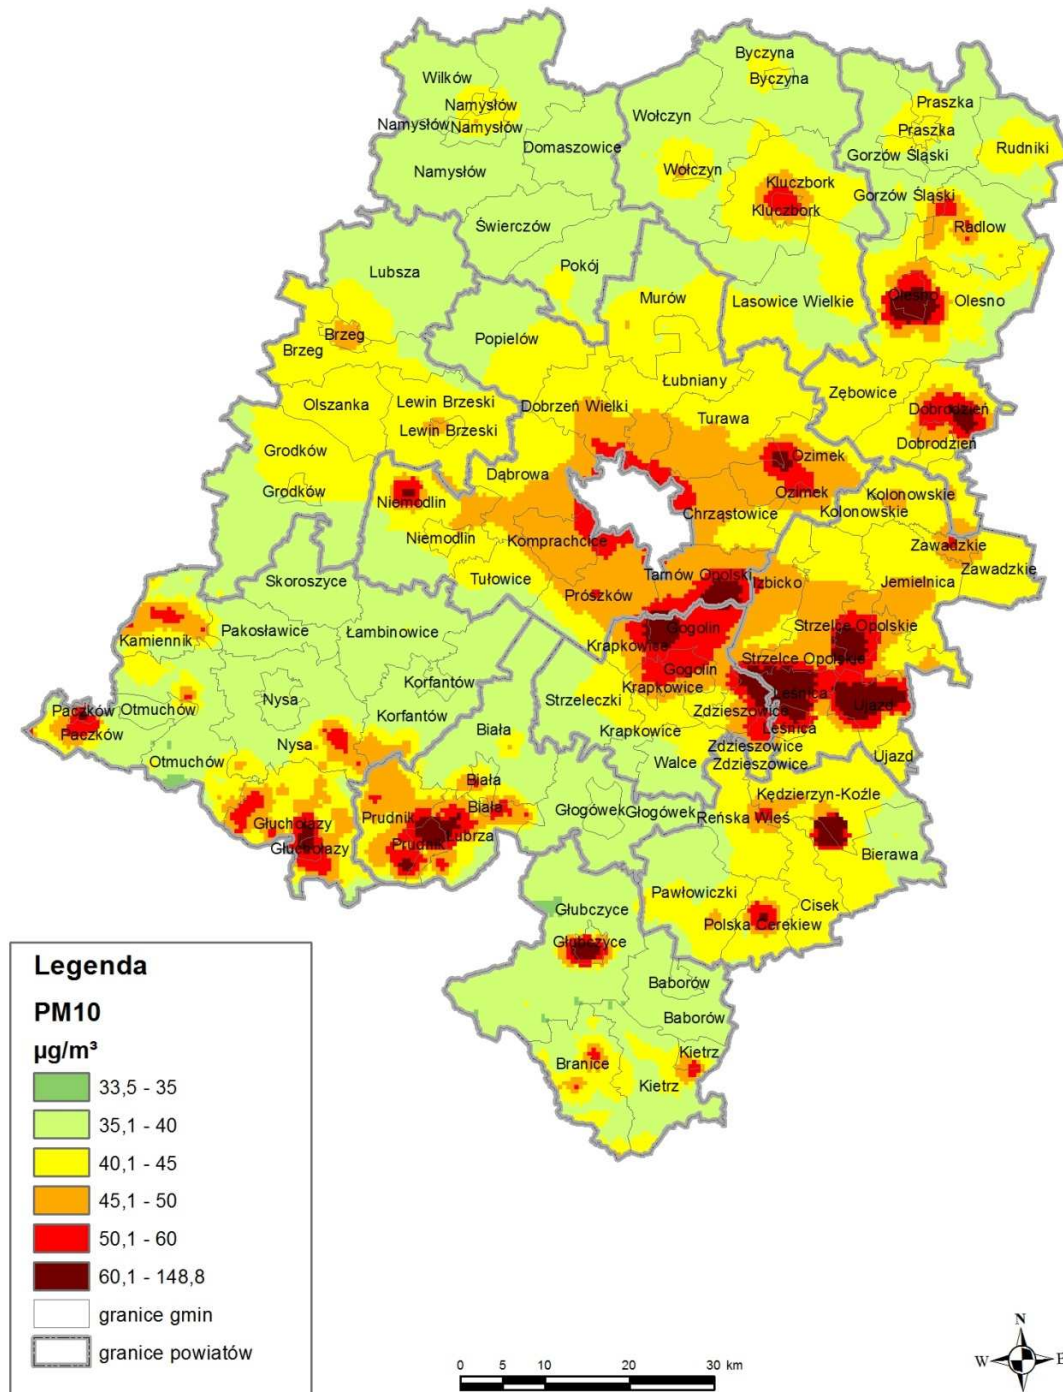 Byczyna
Byczyna
Wilków
Namysłów
Namysłów
Namysłów
Wołczyn
Praszka
Praszka
Domaszowice
Rudniki
Gorzów Śląski
Namysłów
Wołczyn
Kluczbork
Gorzów Śląski
Kluczbork
Świerczów
Radłow
Pokój
Lubsza
Murów
Lasowice Wielkie
Olesno
Olesno
Brzeg
Popielów
Brzeg
Łubniany
Zębowice
Olszanka
Lewin Brzeski
Dobrzeń Wielki
Dobrodzień
Turawa
Lewin Brzeski
Dobrodzień
Grodków
Ozimek
Dąbrowa
Grodków
Ozimek
Kolonowskie
Niemodlin
Chrząstowice
Kolonowskie
Niemodlin
Komprachcice
Zawadzkie
Zawadzkie
Skoroszyce
Tułowice
Tarnów Opolski
Izbicko
Jemielnica
Prószków
Strzelce Opolskie
Kamiennik
Pakosławice
Łambinowice
Gogolin
Krapkowice
Strzelce Opolskie
Gogolin
Korfantów
Krapkowice
Leśnica
Nysa
Strzeleczki
Ujazd
Paczków
Otmuchów
Zdzieszowice
Korfantów
Leśnica
Paczków
Biała
Krapkowice
Nysa
Zdzieszowice
Ujazd
Otmuchów
Walce
Zdzieszowice
Biała
Kędzierzyn-Koźle
Biała
Głogówek
Głogówek
Reńska Wieś
Głuchołazy
Prudnik
Lubrza
Głuchołazy
Prudnik
Bierawa
Pawłowiczki
Cisek
Głubczyce
Polska Cerekiew
Głubczyce
Baborów
Baborów
Branice
Kietrz
Kietrz
Legenda
PM10
µg/m³
33,5 - 35
35,1 - 40
40,1 - 45
45,1 - 50
50,1 - 60
60,1 - 148,8
granice gmin
granice powiatów
0 5 10 20 30 km
N
W
E